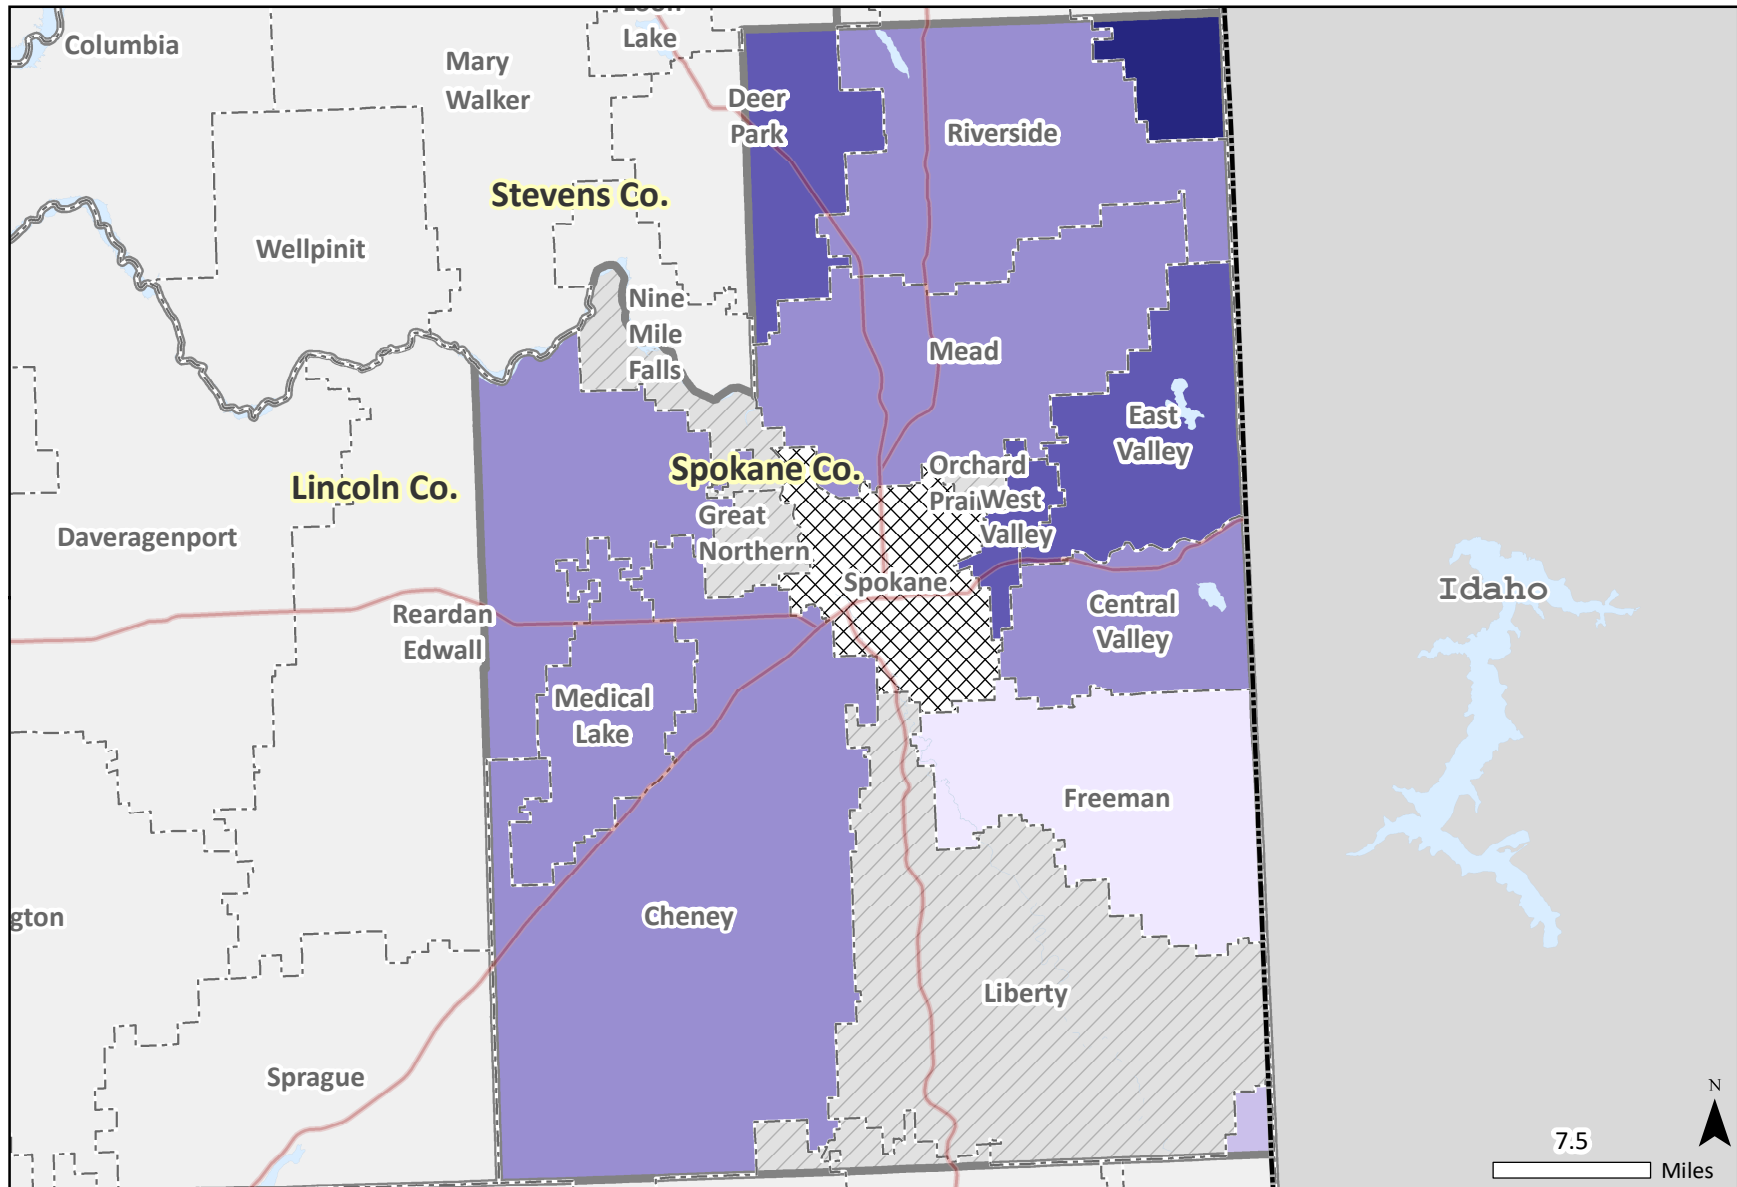 Columbia
Loon
Lake
Mary
Walker
Deer
Park
Riverside
Stevens Co.
Wellpinit
Nine
Mile
Falls
Mead
East
Valley
Spokane Co.
Orchard
West
Valley
Lincoln Co.
Great
Northern
Daveragenport
Spokane
Idaho
Central
Valley
Reardan
Edwall
Medical
Lake
Freeman
gton
Cheney
Liberty
Sprague
N
7.5
Miles